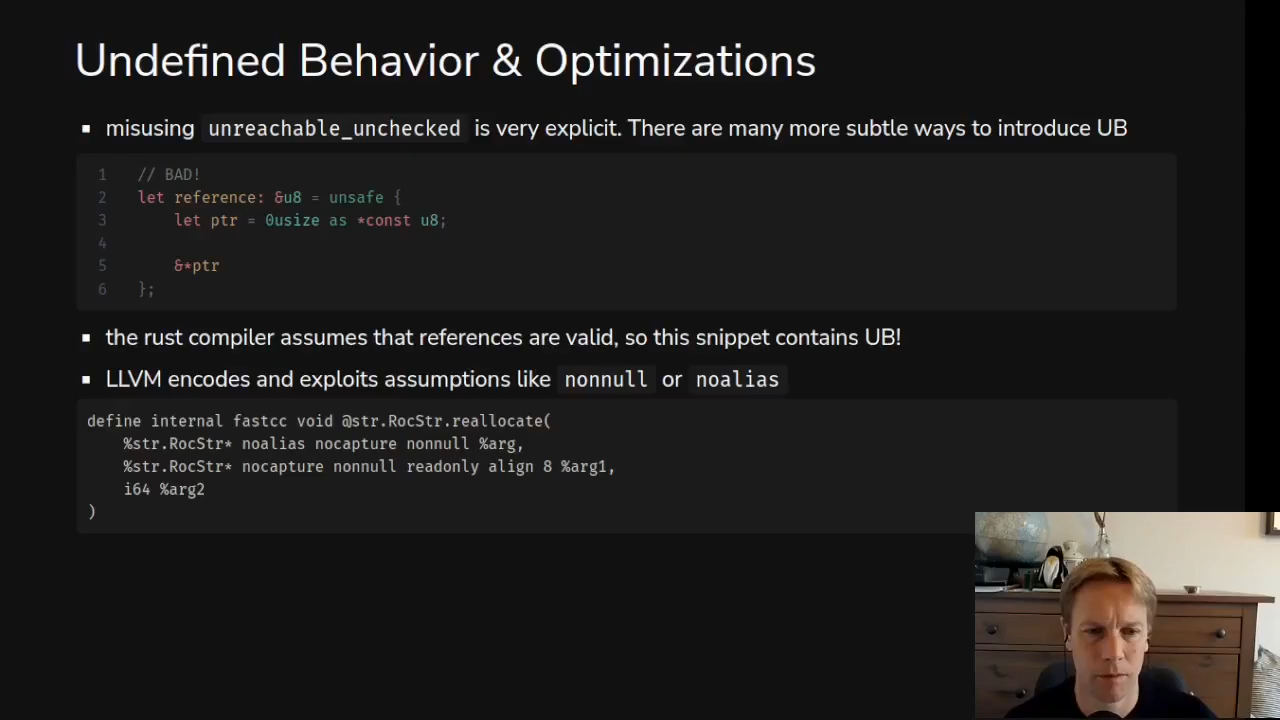 Undefined Behavior & Optimizations
▪ misusing unreachable_unchecked is very explicit. There are many more subtle ways to introduce UB
1 // BAD!
2 let reference: &u8 = unsafe {
3     let ptr = 0usize as *const u8;
4
5     &*ptr
6 };
▪ the rust compiler assumes that references are valid, so this snippet contains UB!
▪ LLVM encodes and exploits assumptions like nonnull or noalias
define internal fastcc void @str.RocStr.reallocate(
    %str.RocStr* noalias nocapture nonnull %arg,
    %str.RocStr* nocapture nonnull readonly align 8 %arg1,
    i64 %arg2
)